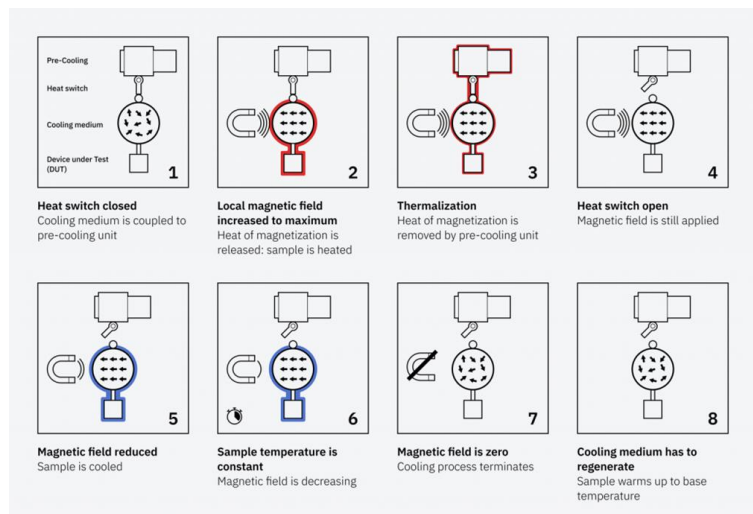 Pre-Cooling
Heat switch
Cooling medium
Device under Test
(DUT)
1
Heat switch closed
Cooling medium is coupled to
pre-cooling unit
2
Local magnetic field
increased to maximum
Heat of magnetization is
released: sample is heated
3
Thermalization
Heat of magnetization is
removed by pre-cooling unit
4
Heat switch open
Magnetic field is still applied
5
Magnetic field reduced
Sample is cooled
6
Sample temperature is
constant
Magnetic field is decreasing
7
Magnetic field is zero
Cooling process terminates
8
Cooling medium has to
regenerate
Sample warms up to base
temperature